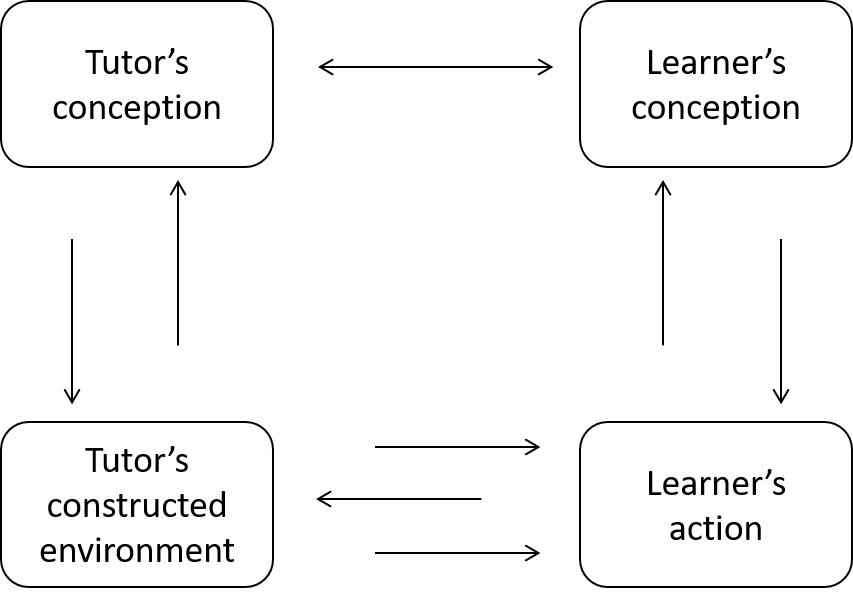 Tutor’s
conception
Learner’s
conception
Tutor’s
constructed
environment
Learner’s
action